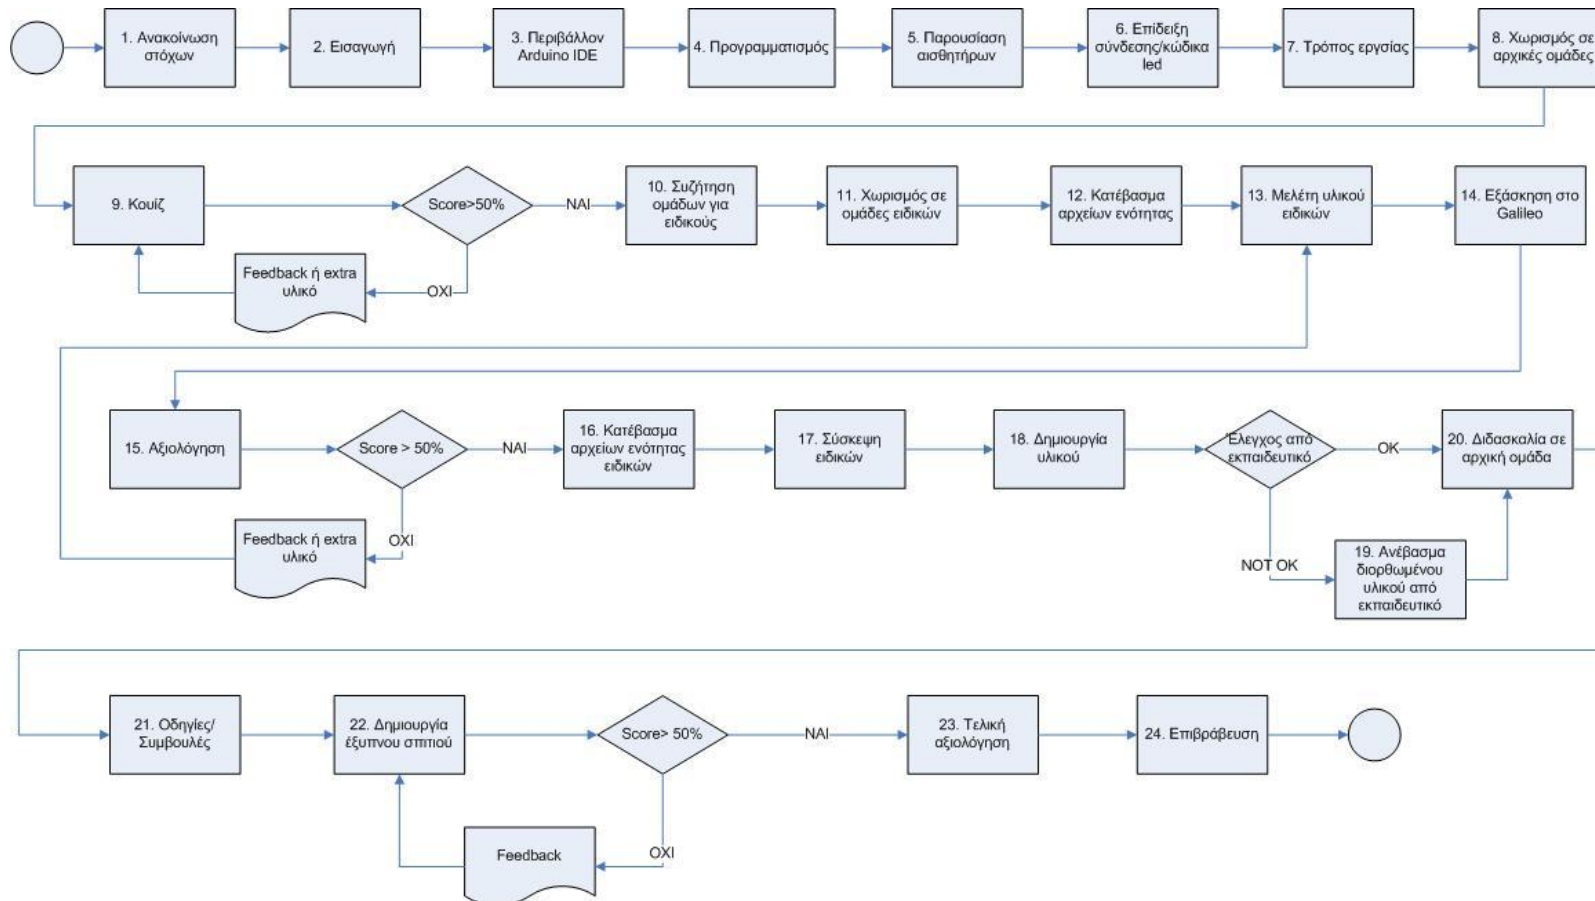 1. Ανακοίνωση
στόχων
2. Εισαγωγή
3. Περιβάλλον
Arduino IDE
4. Προγραμματισμός
5. Παρουσίαση
αισθητήρων
6. Επίδειξη
σύνδεσης/κώδικα
led
7. Τρόπος εργσίας
8. Χωρισμός σε
αρχικές ομάδες
9. Κουίζ
Score>50%
ΝΑΙ
10. Συζήτηση
ομάδων για
ειδικούς
11. Χωρισμός σε
ομάδες ειδικών
12. Κατέβασμα
αρχείων ενότητας
13. Μελέτη υλικού
ειδικών
14. Εξάσκηση στο
Galileo
Feedback ή extra
υλικό
ΟΧΙ
15. Αξιολόγηση
Score > 50%
ΝΑΙ
16. Κατέβασμα
αρχείων ενότητας
ειδικών
17. Σύσκεψη
ειδικών
18. Δημιουργία
υλικού
Έλεγχος από
εκπαιδευτικό
OK
20. Διδασκαλία σε
αρχική ομάδα
Feedback ή extra
υλικό
ΟΧΙ
NOT OK
19. Ανέβασμα
διορθωμένου
υλικού από
εκπαιδευτικό
21. Οδηγίες/
Συμβουλές
22. Δημιουργία
έξυπνου σπιτιού
Score> 50%
ΝΑΙ
23. Τελική
αξιολόγηση
24. Επιβράβευση
Feedback
ΟΧΙ